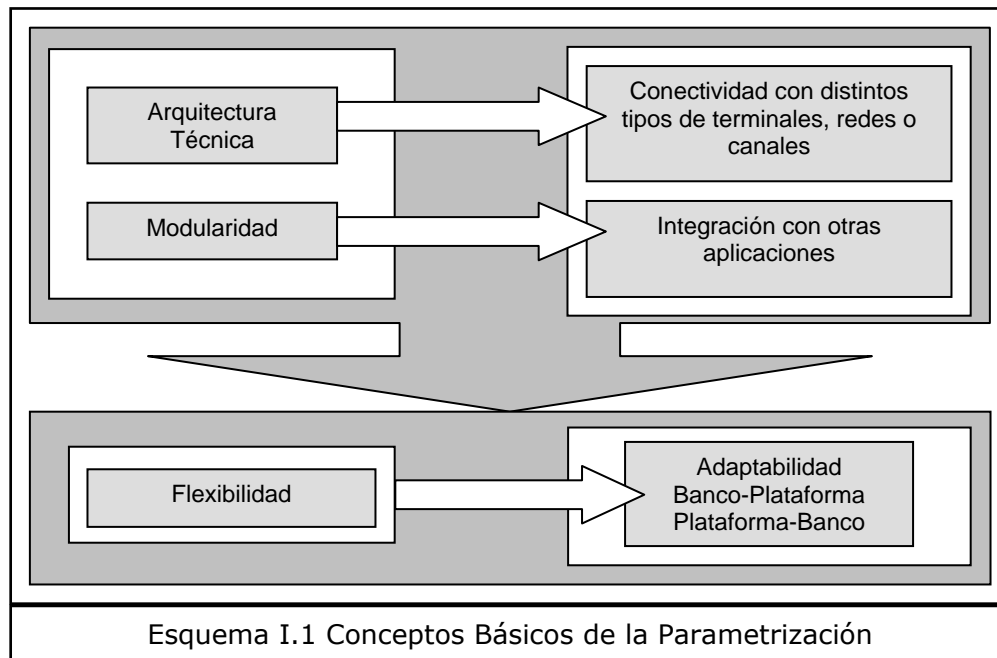 Arquitectura
Técnica
Conectividad con distintos
tipos de terminales, redes o
canales
Modularidad
Integración con otras
aplicaciones
Flexibilidad
Adaptabilidad
Banco-Plataforma
Plataforma-Banco
Esquema I.1 Conceptos Básicos de la Parametrización